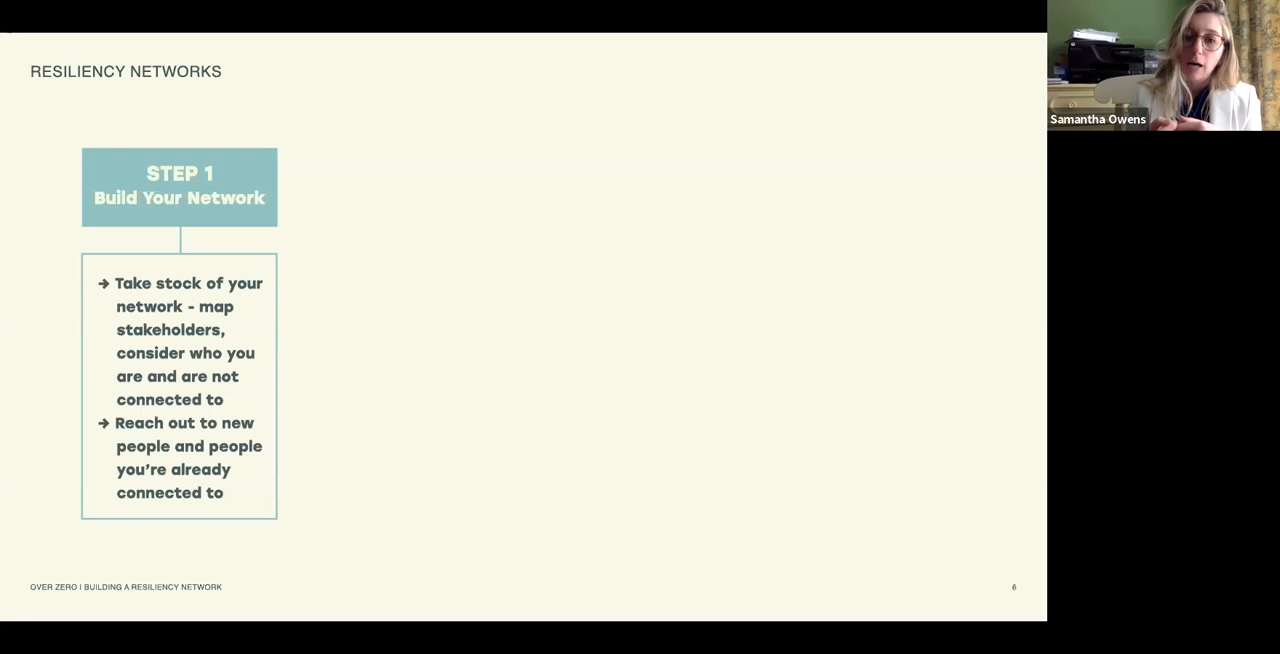 RESILIENCY NETWORKS
Samantha Owens
STEP 1
Build Your Network
➔ Take stock of your
network - map
stakeholders,
consider who you
are and are not
connected to
➔ Reach out to new
people and people
you're already
connected to
OVER ZERO | BUILDING A RESILIENCY NETWORK
6